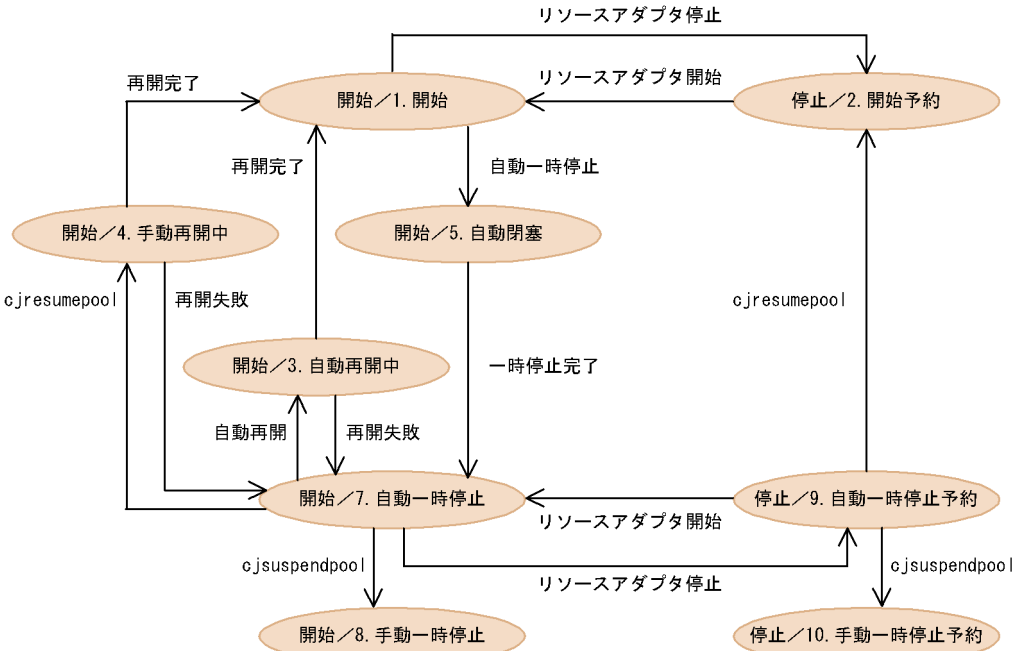 リソースアダプタ停止
再開完了
リソースアダプタ開始
開始／1.開始
停止／2.開始予約
再開完了
自動一時停止
開始／4.手動再開中
開始／5.自動閉塞
cjresumepool
再開失敗
cjresumepool
開始／3.自動再開中
一時停止完了
自動再開
再開失敗
開始／7.自動一時停止
停止／9.自動一時停止予約
リソースアダプタ開始
cjsuspendpool
リソースアダプタ停止
cjsuspendpool
開始／8.手動一時停止
停止／10.手動一時停止予約